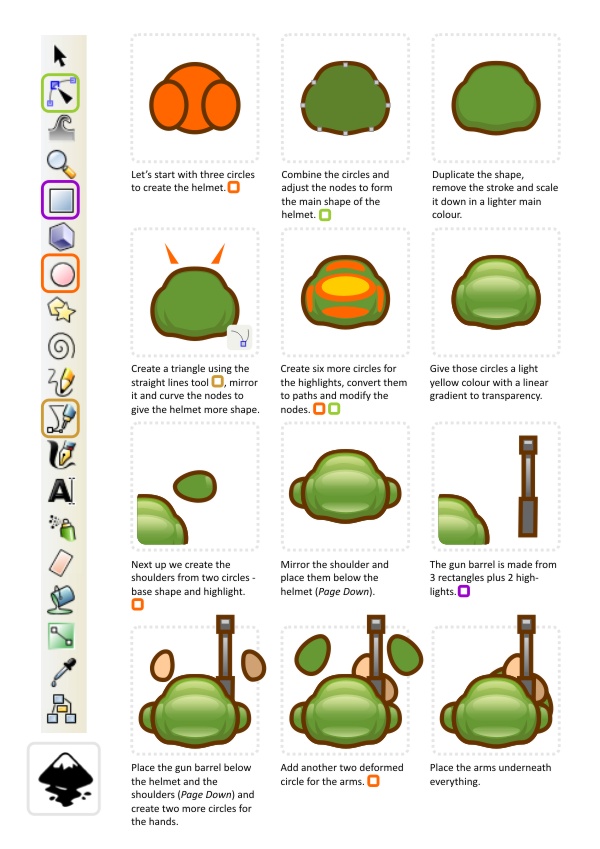 Let's start with three circles
to create the helmet.
Combine the circles and
adjust the nodes to form
the main shape of the
helmet.
Duplicate the shape,
remove the stroke and scale
it down in a lighter main
colour.
Create a triangle using the
straight lines tool , mirror
it and curve the nodes to
give the helmet more shape.
Create six more circles for
the highlights, convert them
to paths and modify the
nodes.
Give those circles a light
yellow colour with a linear
gradient to transparency.
A
Next up we create the
shoulders from two circles -
base shape and highlight.
Mirror the shoulder and
place them below the
helmet (Page Down).
The gun barrel is made from
3 rectangles plus 2 high-
lights.
Place the gun barrel below
the helmet and the
shoulders (Page Down) and
create two more circles for
the hands.
Add another two deformed
circle for the arms.
Place the arms underneath
everything.